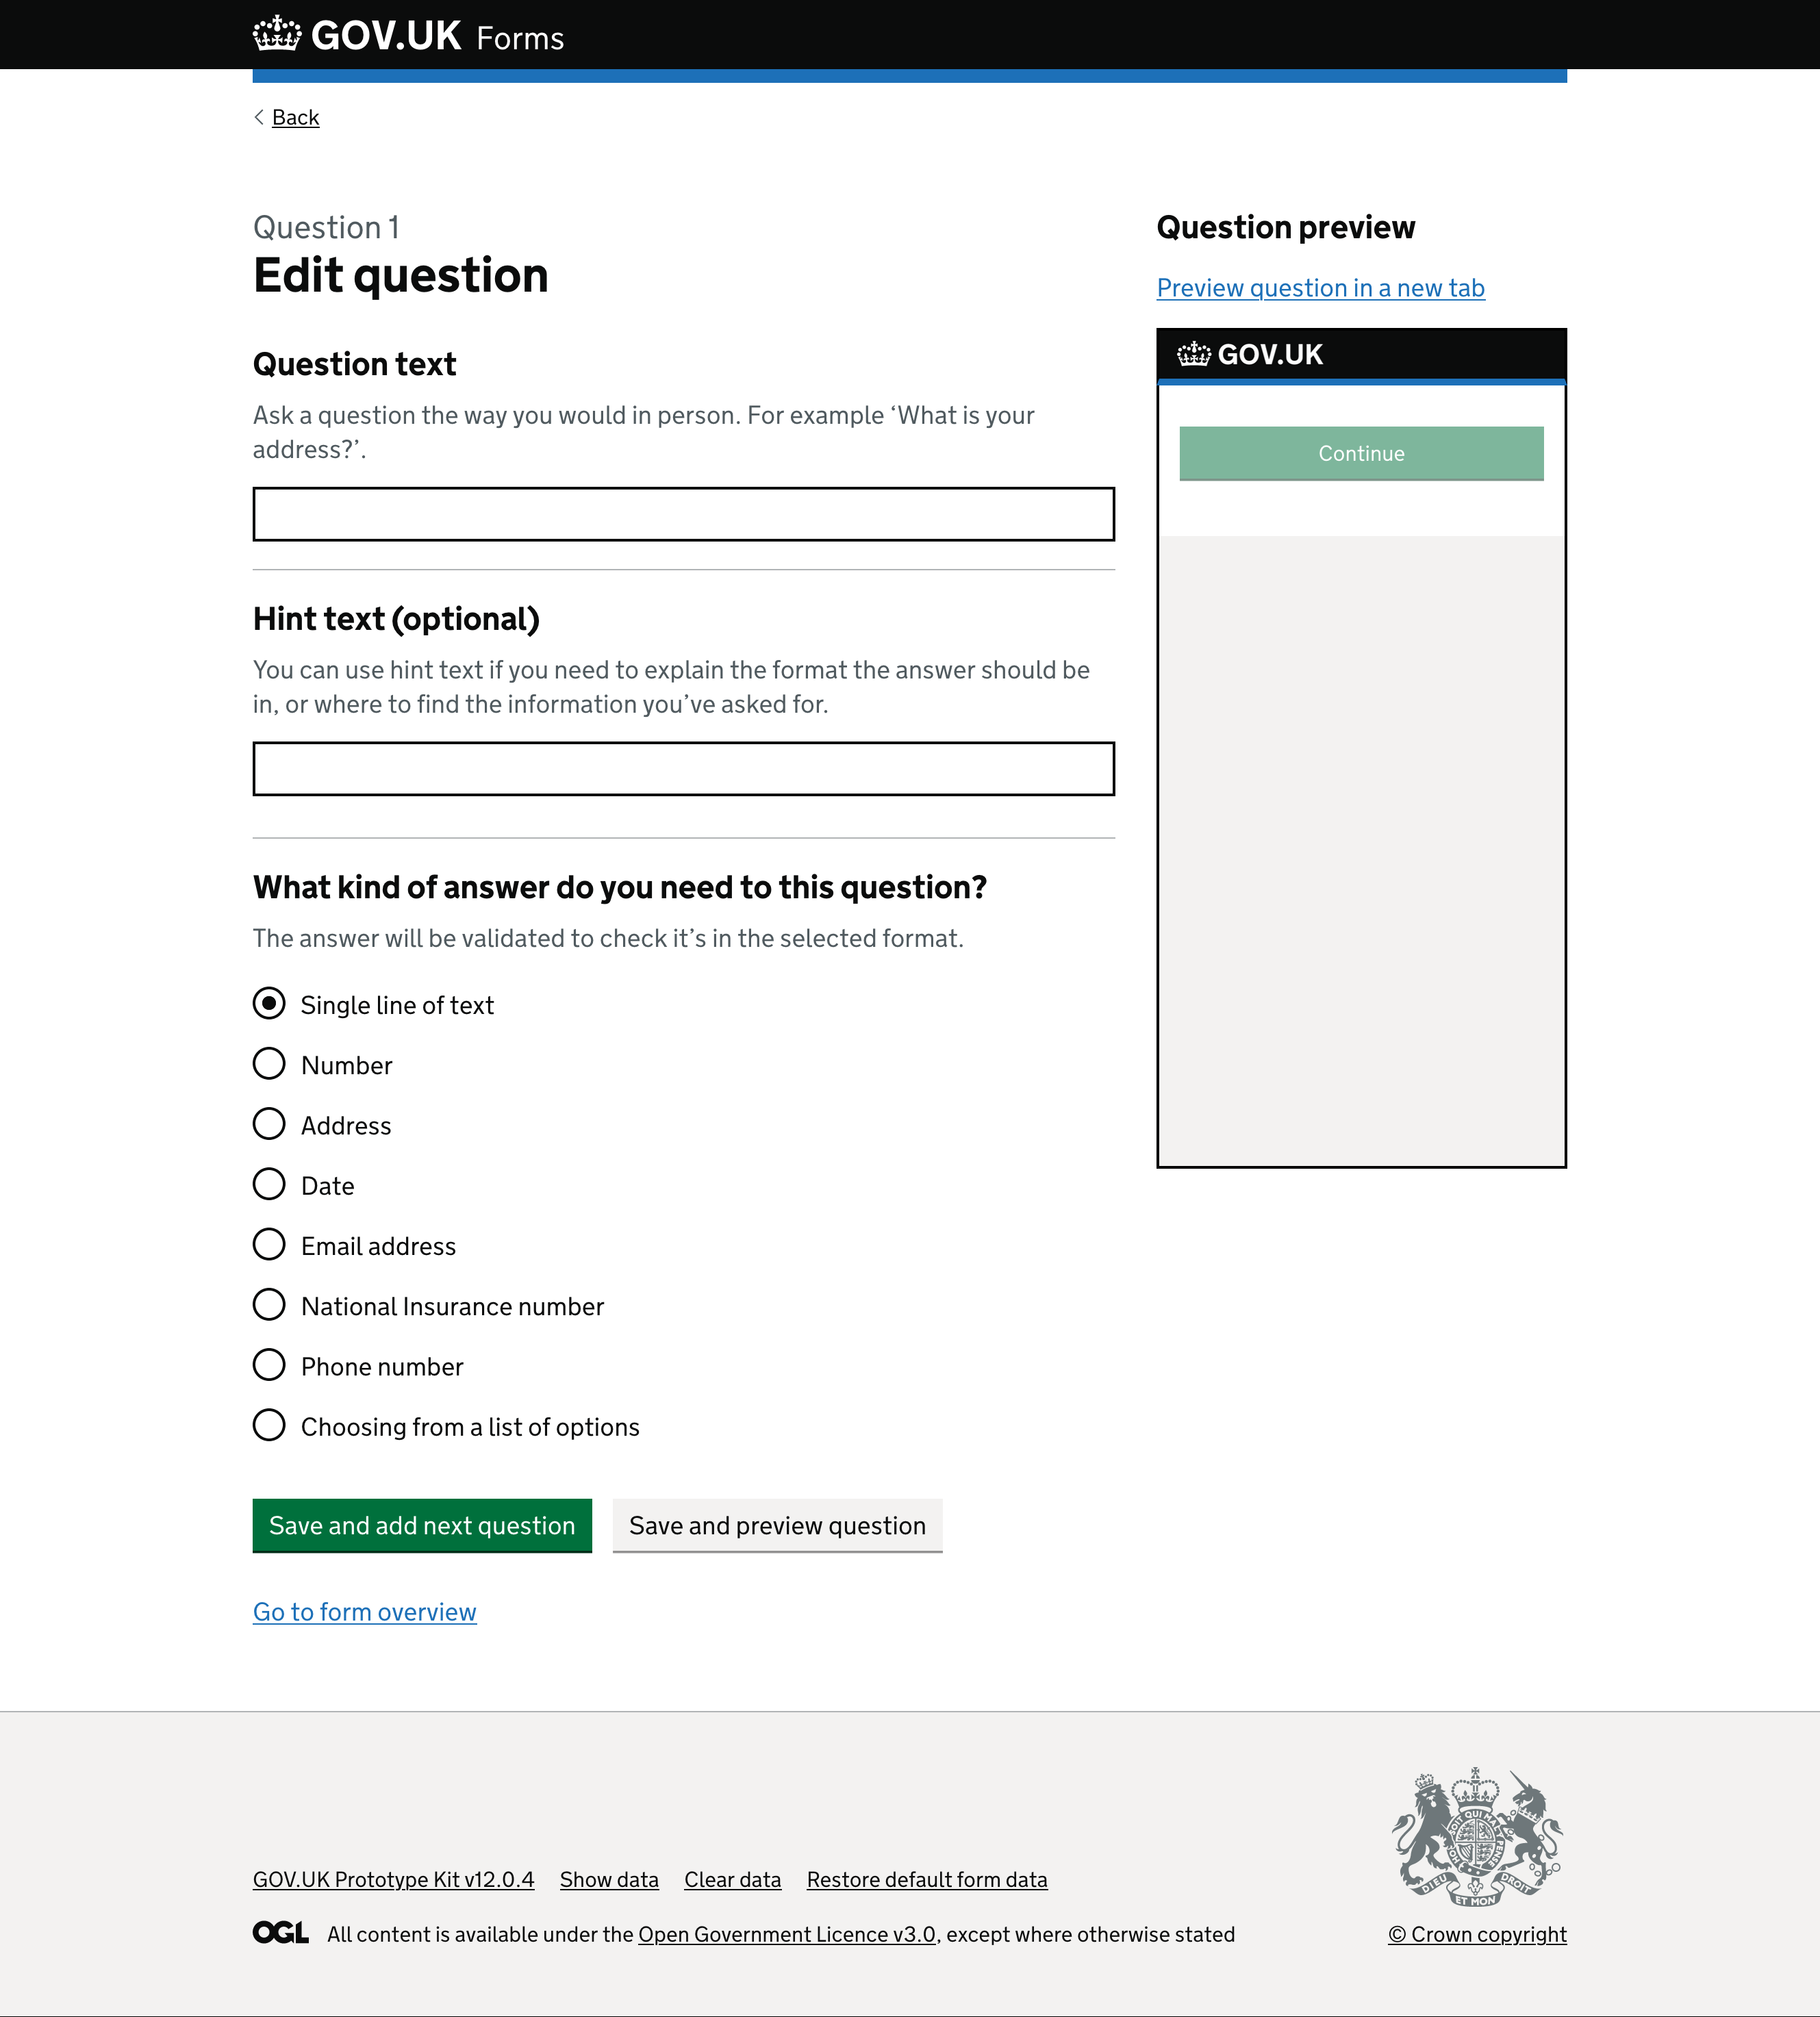 GOV.UK Forms
Back
Question 1
Edit question
Question text
Ask a question the way you would in person. For example ‘What is your
address?’.
Hint text (optional)
You can use hint text if you need to explain the format the answer should be
in, or where to find the information you’ve asked for.
What kind of answer do you need to this question?
The answer will be validated to check it’s in the selected format.
Single line of text
Number
Address
Date
Email address
National Insurance number
Phone number
Choosing from a list of options
Save and add next question
Save and preview question
Go to form overview
Question preview
Preview question in a new tab
GOV.UK
Continue
GOV.UK Prototype Kit v12.0.4
Show data
Clear data
Restore default form data
OGL All content is available under the Open Government Licence v3.0, except where otherwise stated
DIEU ET MON DROIT
© Crown copyright